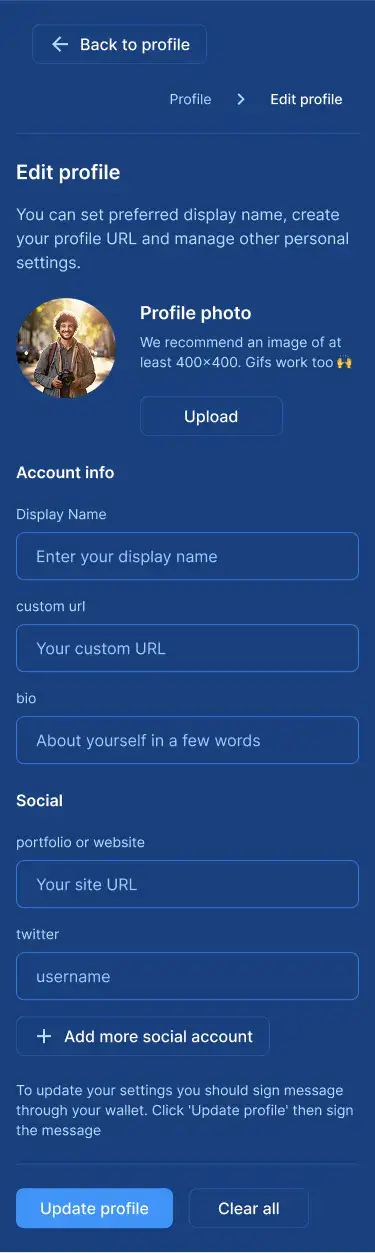 Back to profile
Profile > Edit profile
Edit profile
You can set preferred display name, create
your profile URL and manage other personal
settings.
Profile photo
We recommend an image of at
least 400×400. Gifs work too 🙌
Upload
Account info
Display Name
Enter your display name
custom url
Your custom URL
bio
About yourself in a few words
Social
portfolio or website
Your site URL
twitter
username
Add more social account
To update your settings you should sign message
through your wallet. Click 'Update profile' then sign
the message
Update profile
Clear all